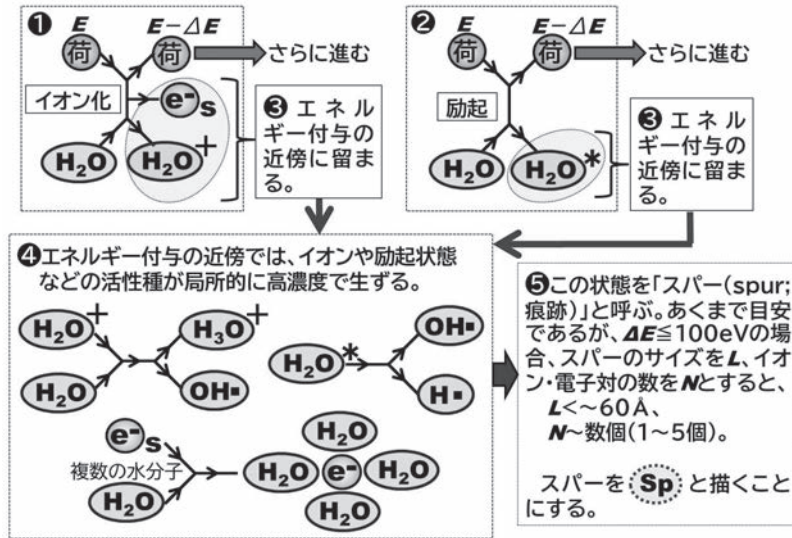 ❶ E E−ΔE
荷 荷 さらに進む
イオン化
e⁻s
H₂O H₂O+
❸エネル
ギー付与の
近傍に留ま
る。
❷ E E−ΔE
荷 荷 さらに進む
励起
H₂O H₂O*
❸エネル
ギー付与の
近傍に留ま
る。
❹エネルギー付与の近傍では、イオンや励起状態
などの活性種が局所的に高濃度で生ずる。
H₂O+ H₃O+
H₂O OH▪
H₂O* OH▪
H▪
e⁻s
複数の水分子
H₂O
H₂O
H₂O e⁻ H₂O
H₂O
❺この状態を「スパー(spur;
痕跡)」と呼ぶ。あくまで目安
であるが、ΔE≦100eVの場
合、スパーのサイズをL、イオ
ン・電子対の数をNとすると、
L<~60Å、
N~数個(1~5個)。
スパーを Sp と描くこと
にする。